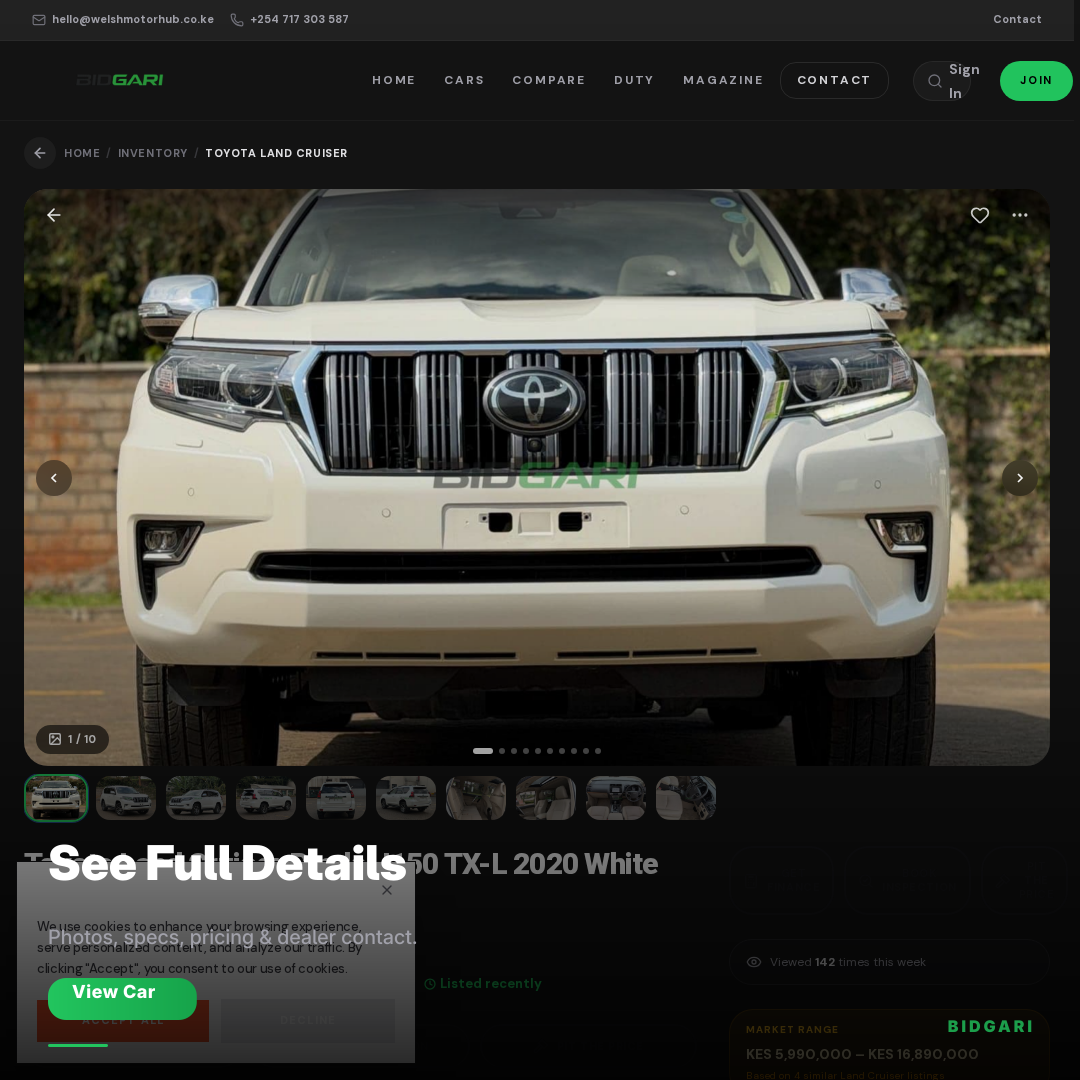 hello@welshmotorhub.co.ke
+254 717 303 587
Contact
BIDGARI
HOME
CARS
COMPARE
DUTY
MAGAZINE
CONTACT
Sign In
JOIN
HOME / INVENTORY / TOYOTA LAND CRUISER
BIDGARI
1 / 10
50 TX-L 2020 White
See Full Details
We use cookies to enhance your browsing experience,
serve personalized content, and analyze our traffic. By
clicking "Accept", you consent to our use of cookies.
Photos, specs, pricing & dealer contact.
View Car
ACCEPT ALL
DECLINE
Listed recently
Viewed 142 times this week
MARKET RANGE
BIDGARI
KES 5,990,000 – KES 16,890,000
Based on 4 similar Land Cruiser listings